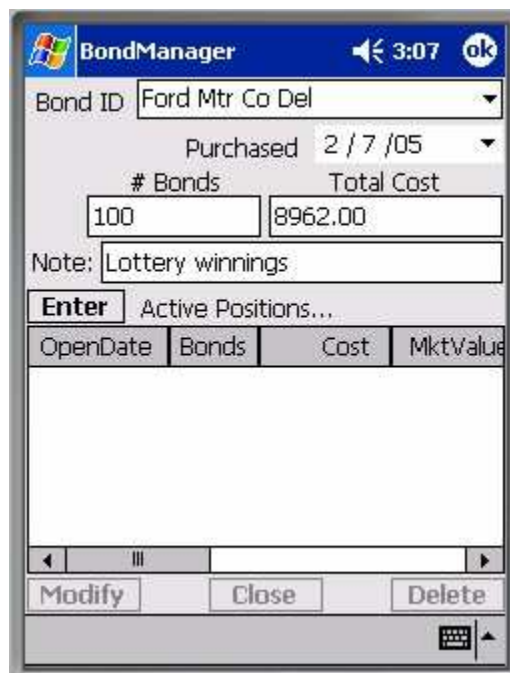 BondManager 3:07 ok
Bond ID Ford Mtr Co Del
Purchased 2 / 7 /05
# Bonds Total Cost
100 8962.00
Note: Lottery winnings
Enter Active Positions...
OpenDate Bonds Cost MktValue
Modify Close Delete